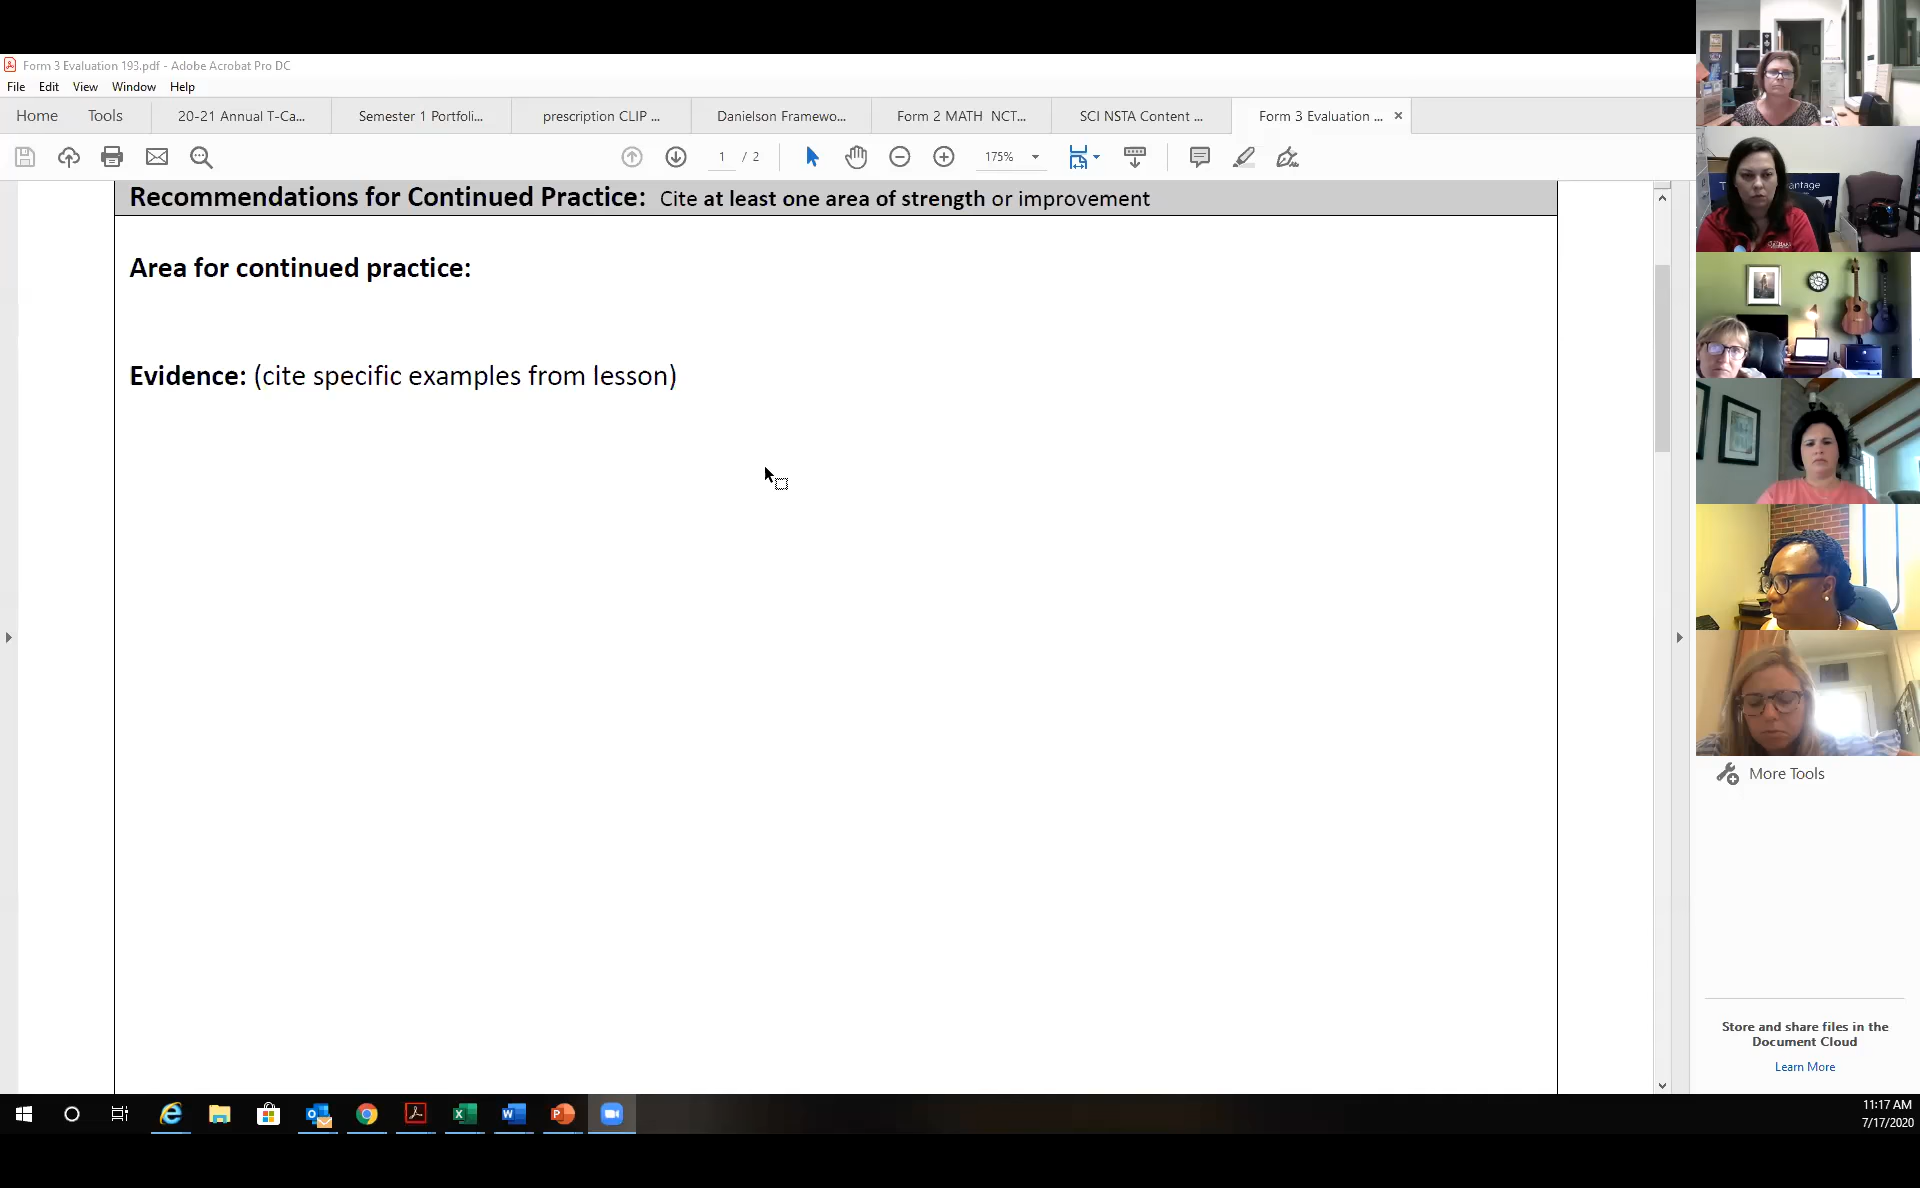 Form 3 Evaluation 193.pdf - Adobe Acrobat Pro DC
File Edit View Window Help
Home Tools 20-21 Annual T-Ca... Semester 1 Portfoli... prescription CLIP ... Danielson Framewo... Form 2 MATH NCT... SCI NSTA Content ... Form 3 Evaluation ... ×
1 / 2 175%
Recommendations for Continued Practice: Cite at least one area of strength or improvement
Area for continued practice:
Evidence: (cite specific examples from lesson)
More Tools
Store and share files in the
Document Cloud
Learn More
11:17 AM
7/17/2020